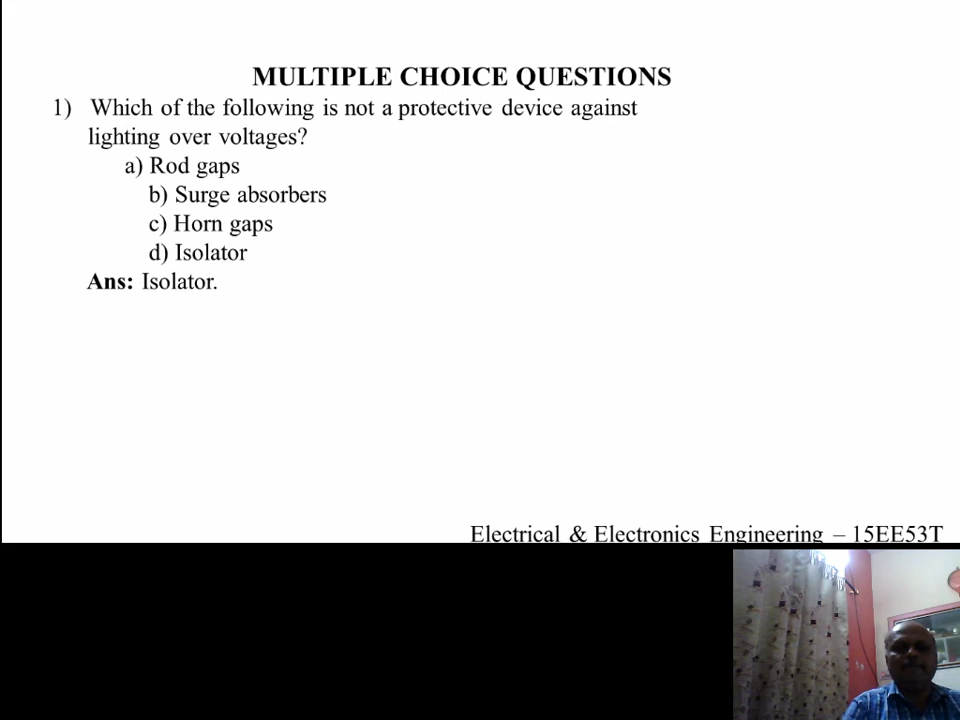 MULTIPLE CHOICE QUESTIONS
1) Which of the following is not a protective device against
lighting over voltages?
a) Rod gaps
b) Surge absorbers
c) Horn gaps
d) Isolator
Ans: Isolator.
Electrical & Electronics Engineering – 15EE53T